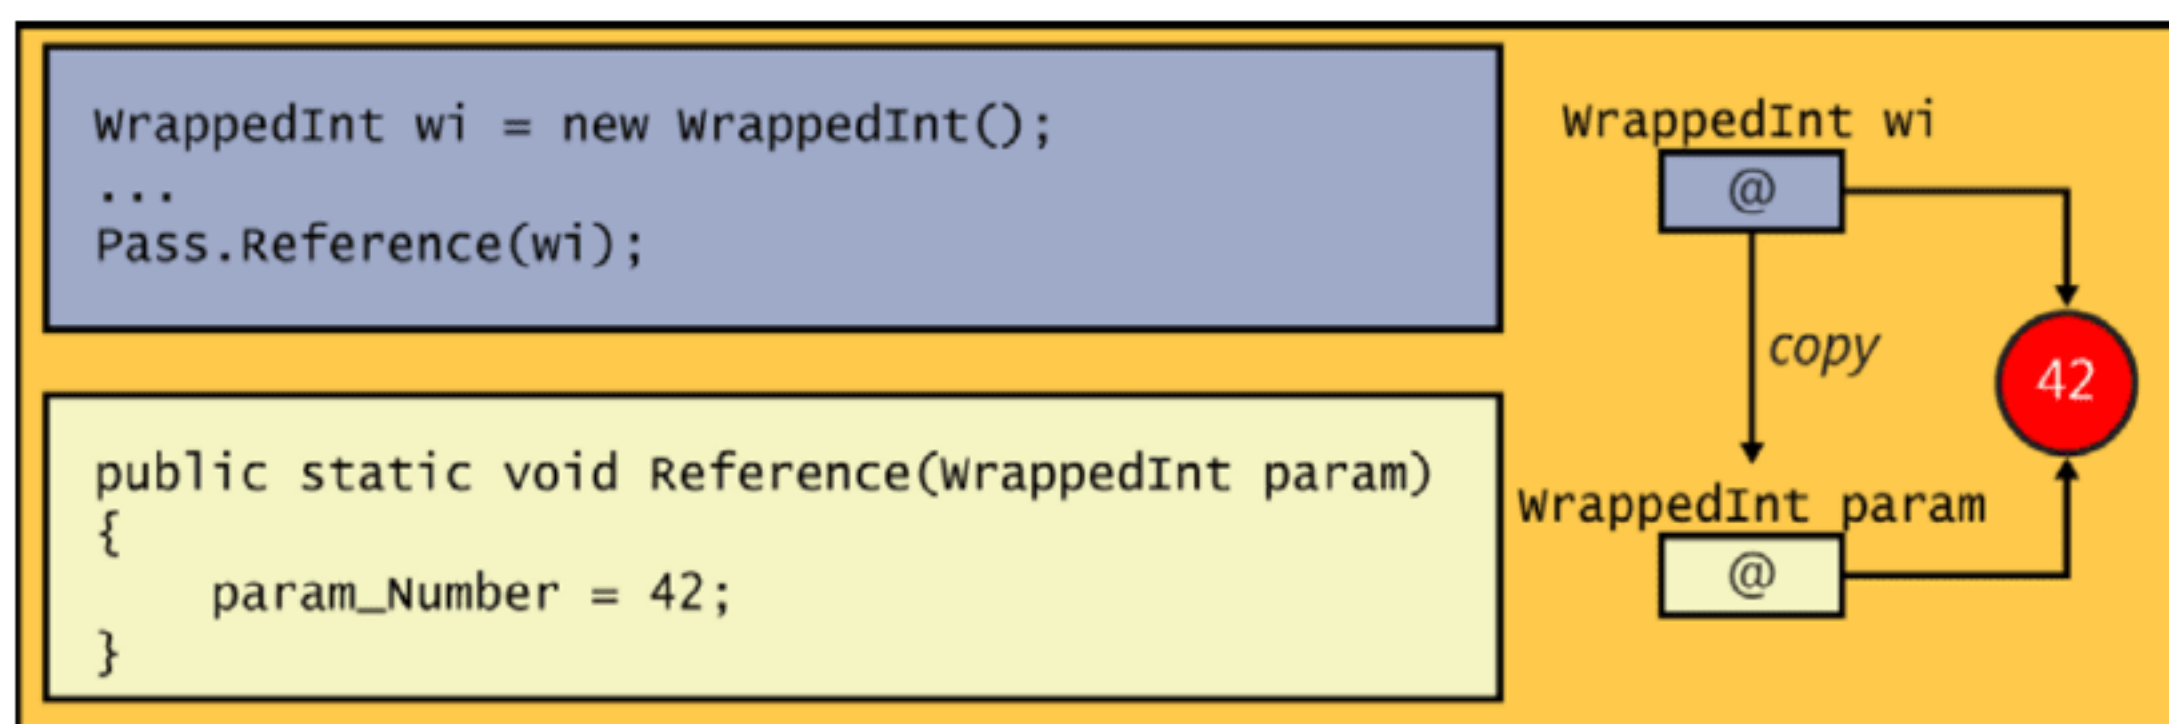 WrappedInt wi = new WrappedInt();
...
Pass.Reference(wi);
public static void Reference(WrappedInt param)
{
    param_Number = 42;
}
WrappedInt wi
@
copy
42
WrappedInt param
@